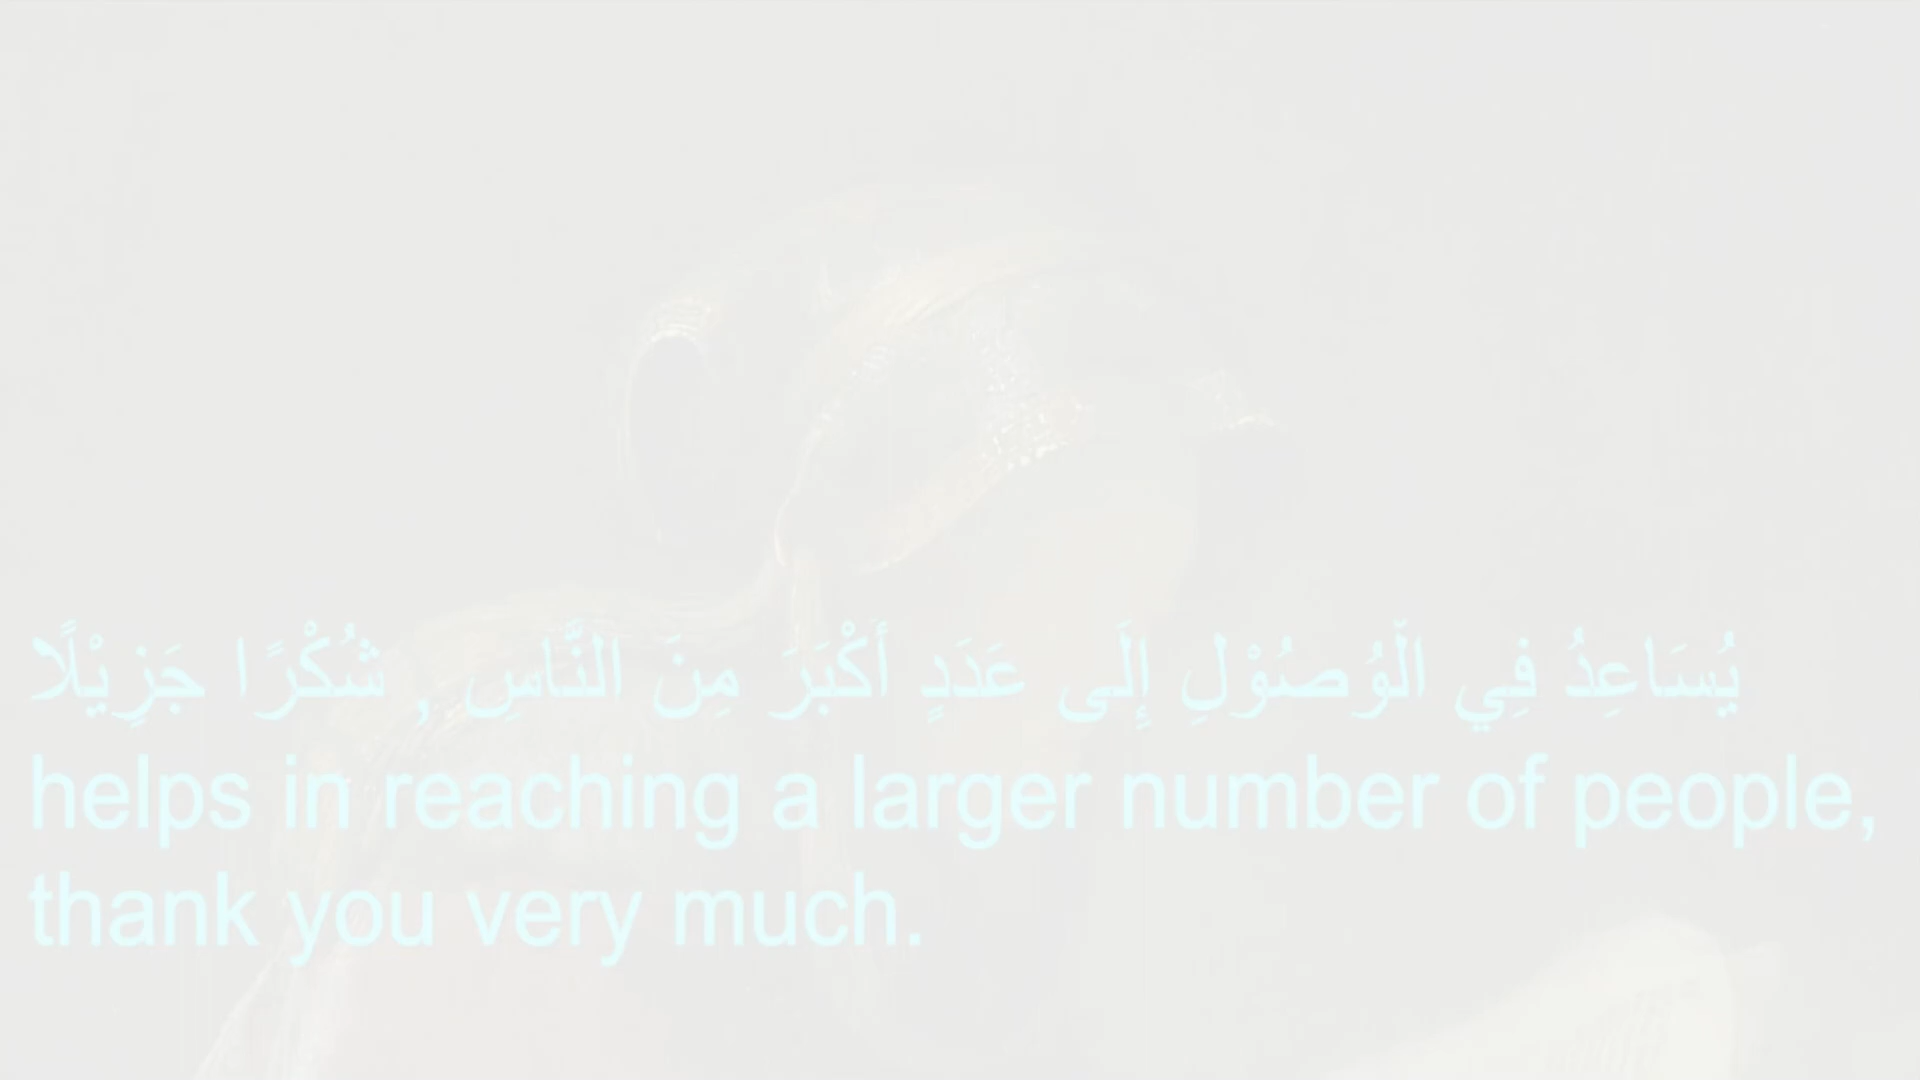 يُسَاعِدُ فِي الْوُصُوْلِ إِلَى عَدَدٍ أَكْبَرَ مِنَ النَّاسِ , شُكْرًا جَزِيْلًا
helps in reaching a larger number of people,
thank you very much.